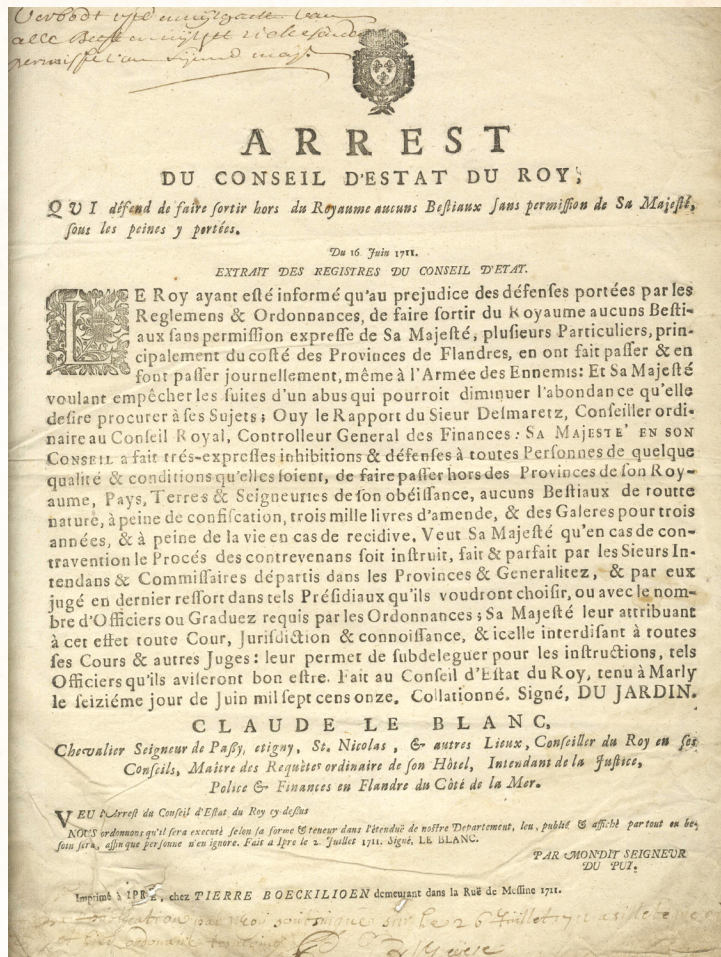 Verbodt
alle
ARREST
DU CONSEIL D'ESTAT DU ROY,
QUI défend de faire sortir hors du Royaume aucuns Bestiaux sans permission de Sa Majesté,
sous les peines y portées.
Du 16. Juin 1711.
EXTRAIT DES REGISTRES DU CONSEIL D'ETAT.
LE Roy ayant esté informé qu'au prejudice des défenses portées par les
Reglemens & Ordonnances, de faire sortir du Royaume aucuns Besti-
aux sans permission expresse de Sa Majesté, plusieurs Particuliers, prin-
cipalement du costé des Provinces de Flandres, en ont fait passer & en
font passer journellement, même à l'Armée des Ennemis: Et Sa Majesté
voulant empêcher les suites d'un abus qui pourroit diminuer l'abondance qu'elle
desire procurer à ses Sujets; Ouy le Rapport du Sieur Desmaretz, Conseiller ordi-
naire au Conseil Royal, Controlleur General des Finances: SA MAJESTE' EN SON
CONSEIL a fait trés-expresses inhibitions & défenses à toutes Personnes de quelque
qualité & conditions qu'elles soient, de faire passer hors des Provinces de son Roy-
aume, Pays, Terres & Seigneuries de son obéissance, aucuns Bestiaux de toutte
nature, à peine de confiscation, trois mille livres d'amende, & des Galeres pour trois
années, & à peine de la vie en cas de recidive. Veut Sa Majesté qu'en cas de con-
travention le Procés des contrevenans soit instruit, fait & parfait par les Sieurs In-
tendans & Commissaires départis dans les Provinces & Generalitez, & par eux
jugé en dernier ressort dans tels Présidiaux qu'ils voudront choisir, ou avec le nom-
bre d'Officiers ou Graduez requis par les Ordonnances; Sa Majesté leur attribuant
à cet effet toute Cour, Jurisdiction & connoissance, & icelle interdisant à toutes
ses Cours & autres Juges: leur permet de subdeleguer pour les instructions, tels
Officiers qu'ils aviseront bon estre. Fait au Conseil d'Estat du Roy, tenu à Marly
le seiziéme jour de Juin mil sept cens onze. Collationné. Signé, DU JARDIN.
CLAUDE LE BLANC,
Chevalier Seigneur de Passy, etigny, St. Nicolas, & autres Lieux, Conseiller du Roy en ses
Conseils, Maître des Requêtes ordinaire de son Hôtel, Intendant de la Justice,
Police & Finances en Flandre du Côté de la Mer.
VEU l'Arrest du Conseil d'Estat du Roy cy-dessus
NOUS ordonnons qu'il sera executé selon sa forme & teneur dans l'étenduë de nostre Departement, leu, publié & affiché par tout ou be-
soin sera, affin que personne n'en ignore. Fait a Ipre le 2. Juillet 1711. Signé, LE BLANC.
PAR MONDIT SEIGNEUR
DU PUY.
Imprimé à IPRE, chez PIERRE BOECKILIOEN demeurant dans la Ruë de Messine 1711.
le 26 Juillet